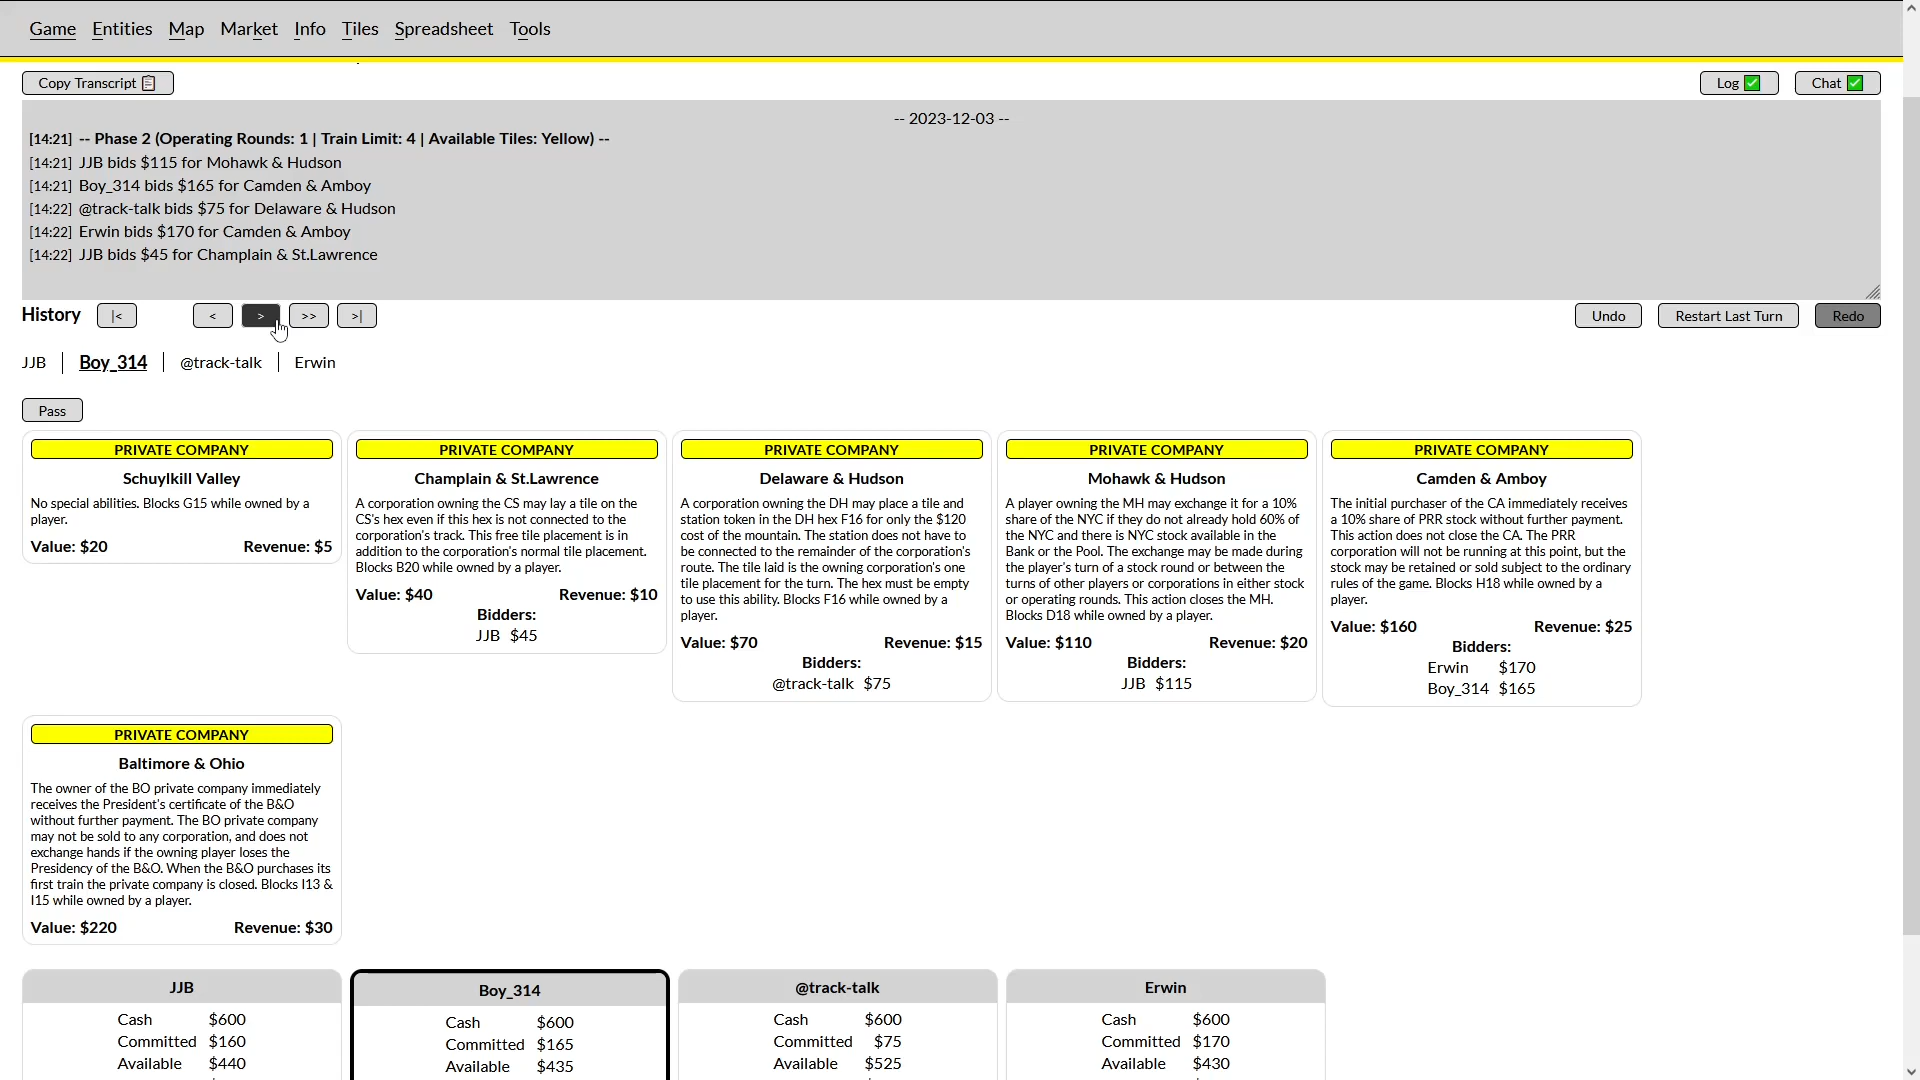 Game Entities Map Market Info Tiles Spreadsheet Tools
Copy Transcript
Log Chat
-- 2023-12-03 --
[14:21] -- Phase 2 (Operating Rounds: 1 | Train Limit: 4 | Available Tiles: Yellow) --
[14:21] JJB bids $115 for Mohawk & Hudson
[14:21] Boy_314 bids $165 for Camden & Amboy
[14:22] @track-talk bids $75 for Delaware & Hudson
[14:22] Erwin bids $170 for Camden & Amboy
[14:22] JJB bids $45 for Champlain & St.Lawrence
History |< < > >> >| Undo Restart Last Turn Redo
JJB | Boy_314 | @track-talk | Erwin
Pass
PRIVATE COMPANY
Schuylkill Valley
No special abilities. Blocks G15 while owned by a
player.
Value: $20 Revenue: $5
PRIVATE COMPANY
Champlain & St.Lawrence
A corporation owning the CS may lay a tile on the
CS's hex even if this hex is not connected to the
corporation's track. This free tile placement is in
addition to the corporation's normal tile placement.
Blocks B20 while owned by a player.
Value: $40 Revenue: $10
Bidders:
JJB $45
PRIVATE COMPANY
Delaware & Hudson
A corporation owning the DH may place a tile and
station token in the DH hex F16 for only the $120
cost of the mountain. The station does not have to
be connected to the remainder of the corporation's
route. The tile laid is the owning corporation's one
tile placement for the turn. The hex must be empty
to use this ability. Blocks F16 while owned by a
player.
Value: $70 Revenue: $15
Bidders:
@track-talk $75
PRIVATE COMPANY
Mohawk & Hudson
A player owning the MH may exchange it for a 10%
share of the NYC if they do not already hold 60% of
the NYC and there is NYC stock available in the
Bank or the Pool. The exchange may be made during
the player's turn of a stock round or between the
turns of other players or corporations in either stock
or operating rounds. This action closes the MH.
Blocks D18 while owned by a player.
Value: $110 Revenue: $20
Bidders:
JJB $115
PRIVATE COMPANY
Camden & Amboy
The initial purchaser of the CA immediately receives
a 10% share of PRR stock without further payment.
This action does not close the CA. The PRR
corporation will not be running at this point, but the
stock may be retained or sold subject to the ordinary
rules of the game. Blocks H18 while owned by a
player.
Value: $160 Revenue: $25
Bidders:
Erwin $170
Boy_314 $165
PRIVATE COMPANY
Baltimore & Ohio
The owner of the BO private company immediately
receives the President's certificate of the B&O
without further payment. The BO private company
may not be sold to any corporation, and does not
exchange hands if the owning player loses the
Presidency of the B&O. When the B&O purchases its
first train the private company is closed. Blocks I13 &
I15 while owned by a player.
Value: $220 Revenue: $30
JJB
Cash $600
Committed $160
Available $440
Boy_314
Cash $600
Committed $165
Available $435
@track-talk
Cash $600
Committed $75
Available $525
Erwin
Cash $600
Committed $170
Available $430